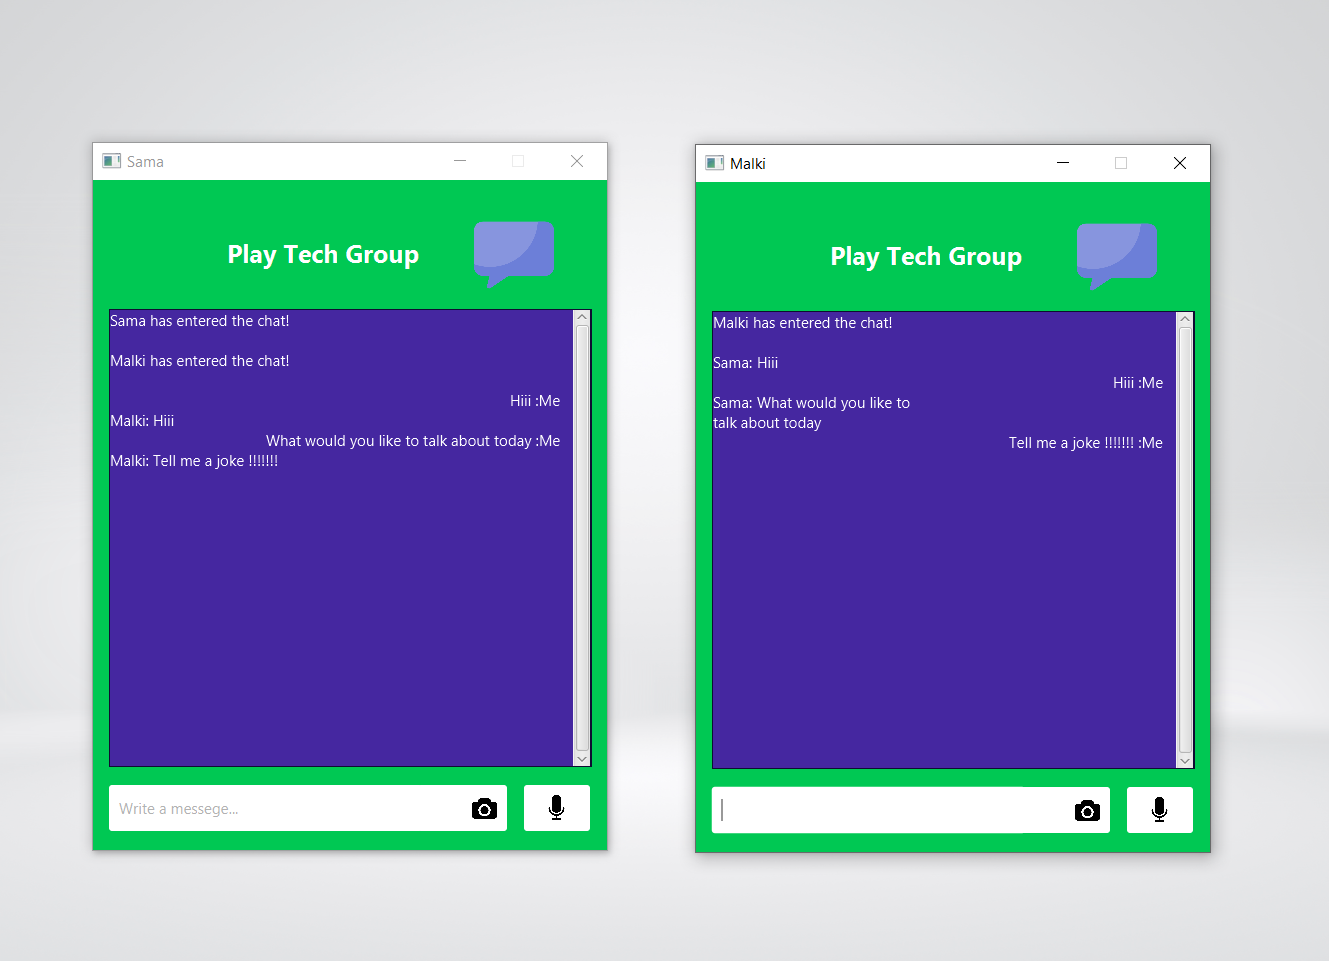 Sama
Play Tech Group
Sama has entered the chat!
Malki has entered the chat!
Hiii :Me
Malki: Hiii
What would you like to talk about today :Me
Malki: Tell me a joke !!!!!!!
Write a messege...
Malki
Play Tech Group
Malki has entered the chat!
Sama: Hiii
Hiii :Me
Sama: What would you like to
talk about today
Tell me a joke !!!!!!! :Me